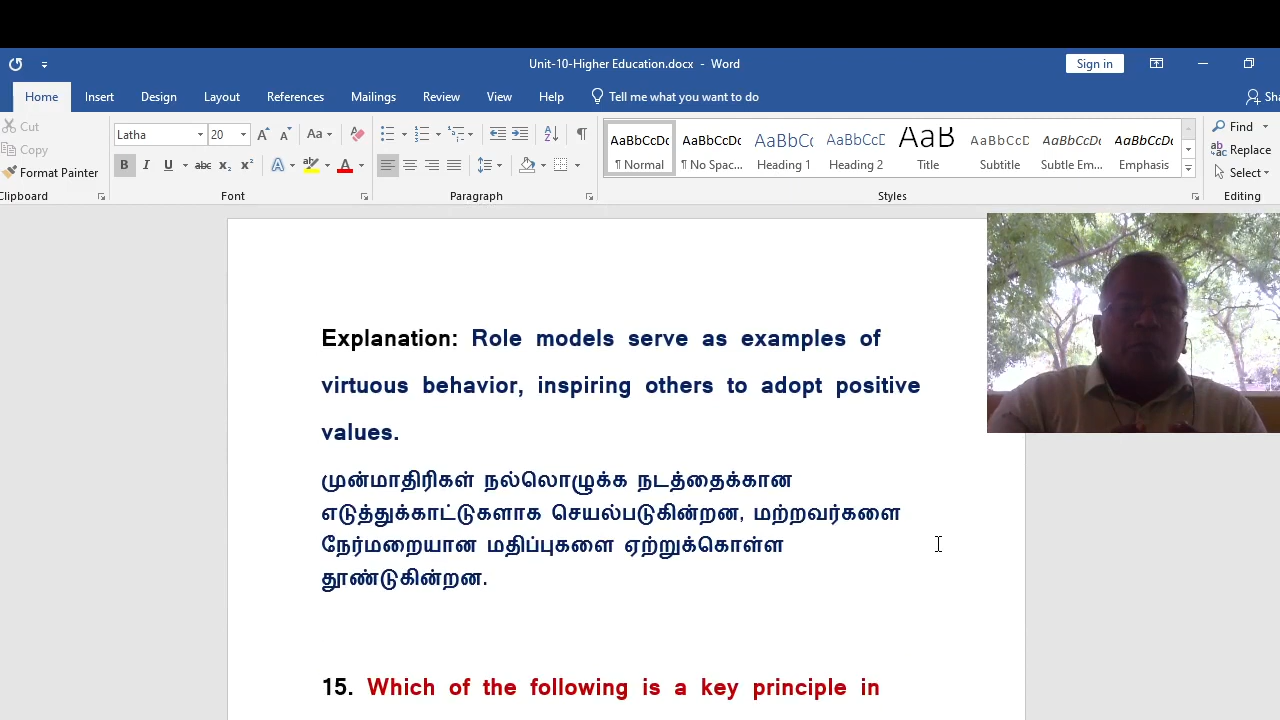 Unit-10-Higher Education.docx - Word
Sign in
Home Insert Design Layout References Mailings Review View Help Tell me what you want to do
Cut
Copy
Format Painter
Latha 20
Aa
B I U abc X₂ X²
A A
AaBbCcDc AaBbCcDc AaBbC AaBbCcD AaB AaBbCcD AaBbCcDc AaBbCcDc
¶ Normal ¶ No Spac... Heading 1 Heading 2 Title Subtitle Subtle Em... Emphasis
Find
Replace
Select
Clipboard Font Paragraph Styles Editing
Explanation: Role models serve as examples of
virtuous behavior, inspiring others to adopt positive
values.
முன்மாதிரிகள் நல்லொழுக்க நடத்தைக்கான
எடுத்துக்காட்டுகளாக செயல்படுகின்றன, மற்றவர்களை
நேர்மறையான மதிப்புகளை ஏற்றுக்கொள்ள
தூண்டுகின்றன.
15. Which of the following is a key principle in